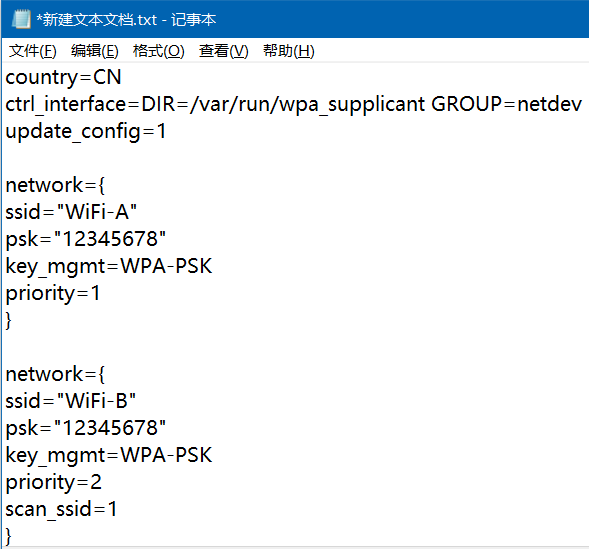 *新建文本文档.txt - 记事本
文件(F) 编辑(E) 格式(O) 查看(V) 帮助(H)
country=CN
ctrl_interface=DIR=/var/run/wpa_supplicant GROUP=netdev
update_config=1
network={
ssid="WiFi-A"
psk="12345678"
key_mgmt=WPA-PSK
priority=1
}
network={
ssid="WiFi-B"
psk="12345678"
key_mgmt=WPA-PSK
priority=2
scan_ssid=1
}